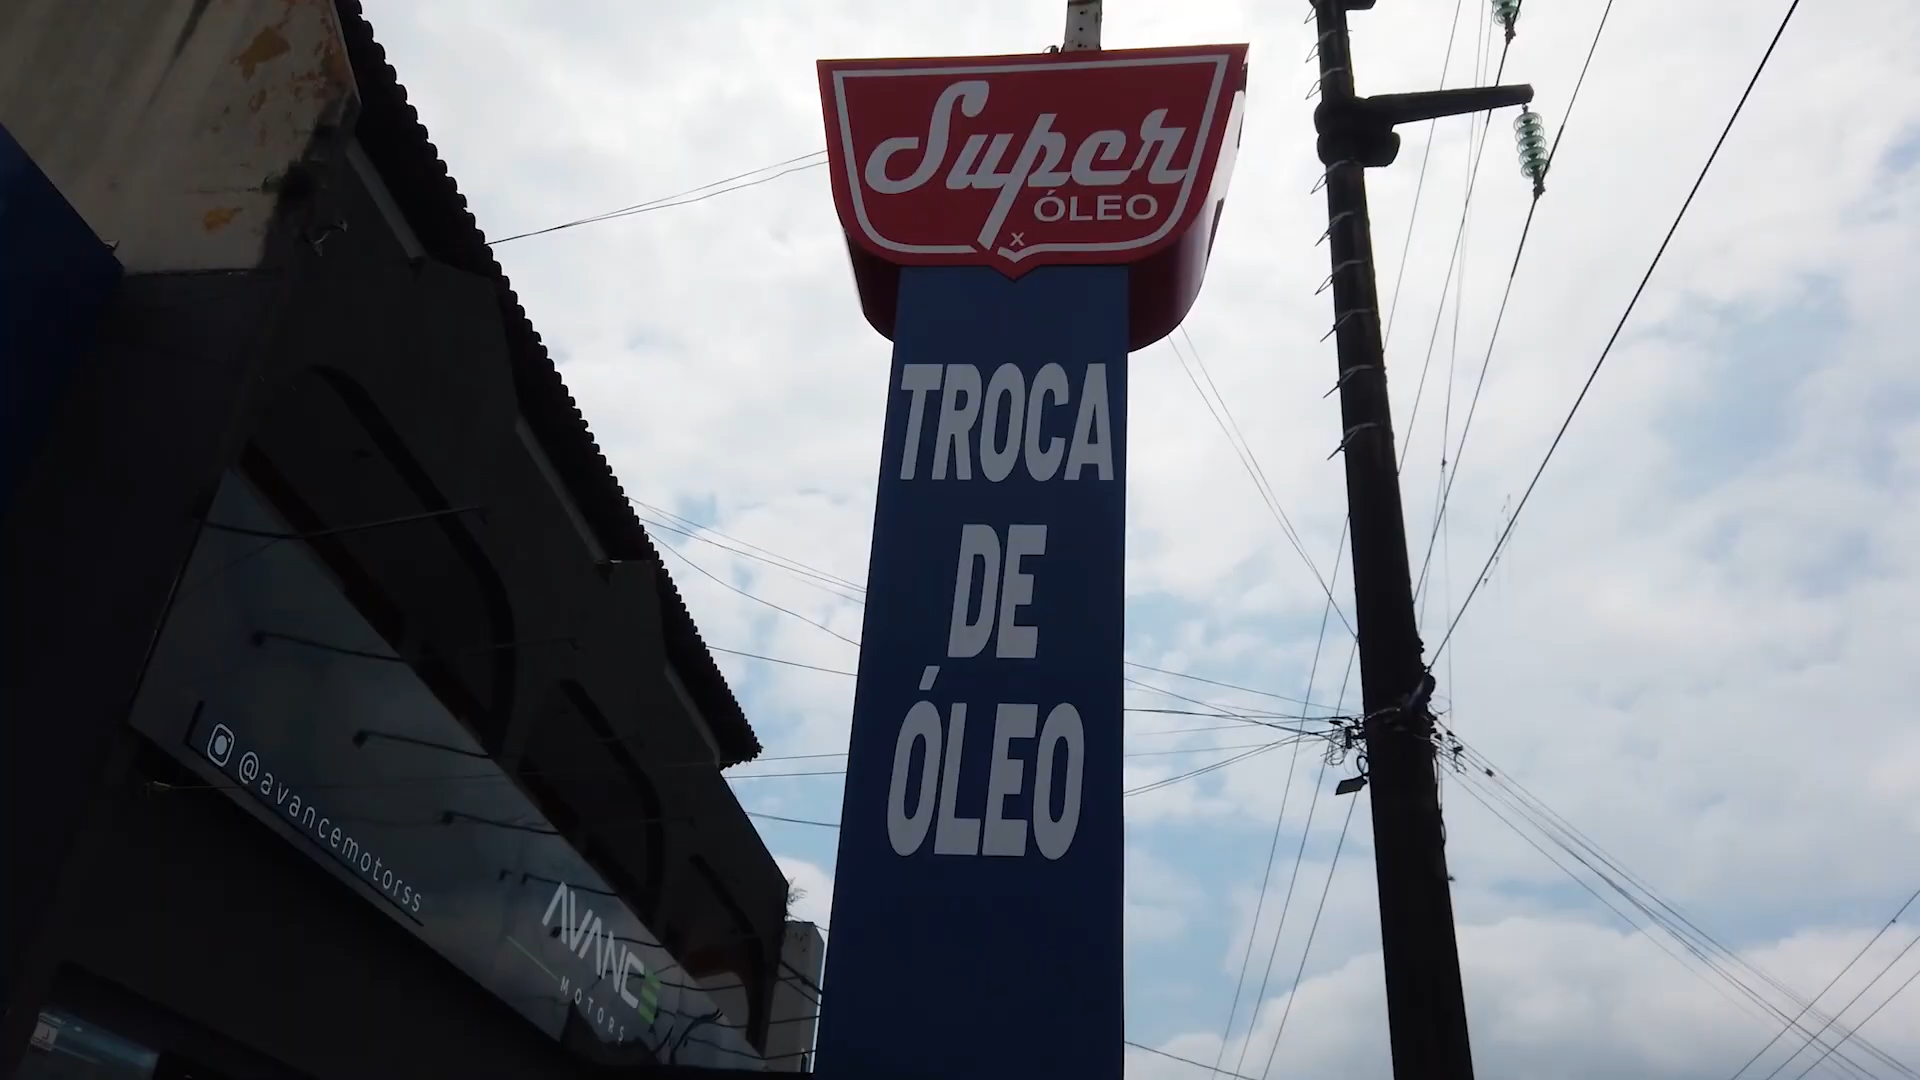 Super
ÓLEO
TROCA
DE
ÓLEO
@avancemotorss
AVANCE
MOTORS